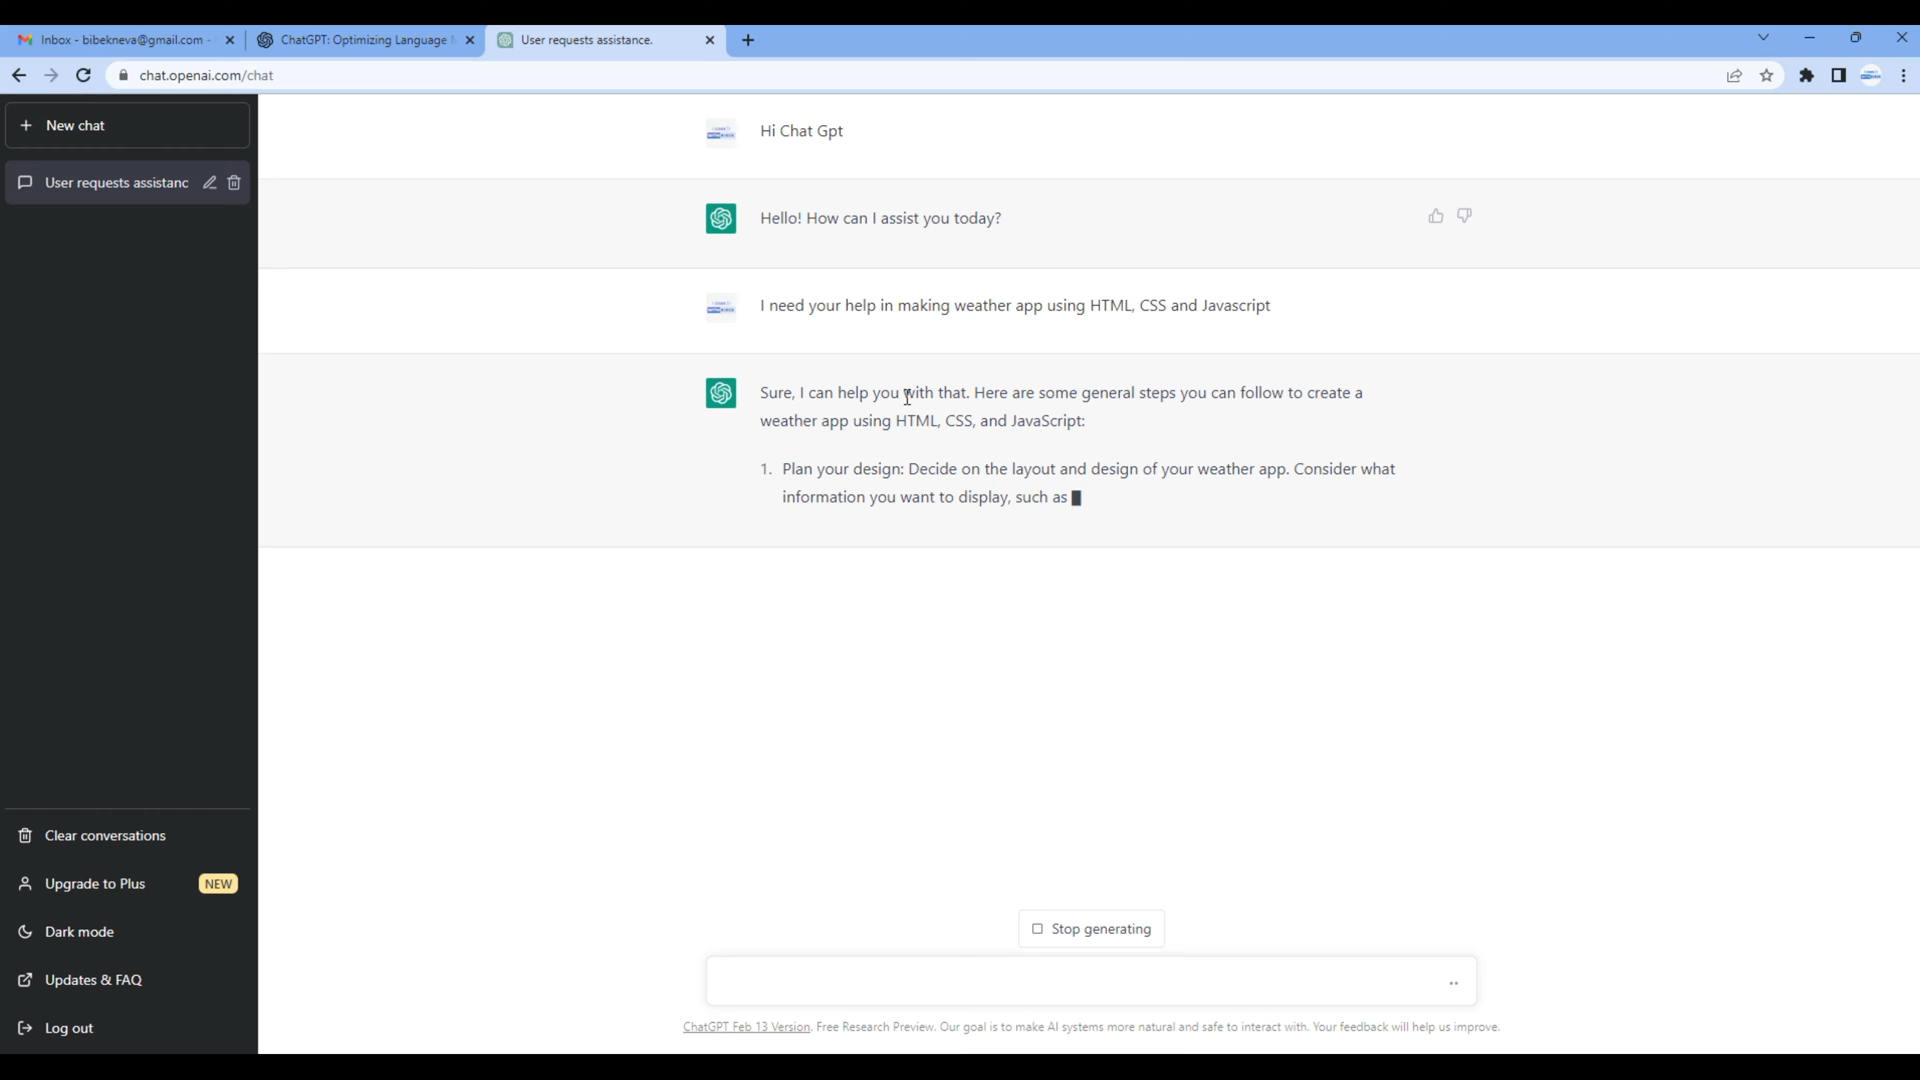 Inbox - bibekneva@gmail.com -
ChatGPT: Optimizing Language
User requests assistance.
chat.openai.com/chat
New chat
User requests assistanc
Hi Chat Gpt
Hello! How can I assist you today?
I need your help in making weather app using HTML, CSS and Javascript
Sure, I can help you with that. Here are some general steps you can follow to create a
weather app using HTML, CSS, and JavaScript:
1. Plan your design: Decide on the layout and design of your weather app. Consider what
information you want to display, such as
Clear conversations
Upgrade to Plus NEW
Dark mode
Updates & FAQ
Log out
Stop generating
ChatGPT Feb 13 Version. Free Research Preview. Our goal is to make AI systems more natural and safe to interact with. Your feedback will help us improve.